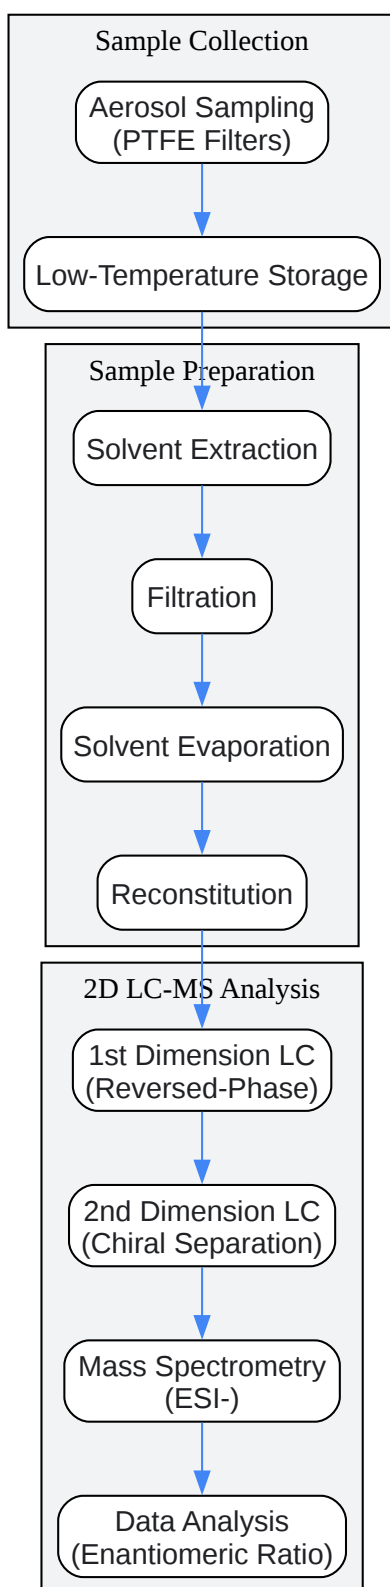 Sample Collection
Aerosol Sampling
(PTFE Filters)
Low-Temperature Storage
Sample Preparation
Solvent Extraction
Filtration
Solvent Evaporation
Reconstitution
2D LC-MS Analysis
1st Dimension LC
(Reversed-Phase)
2nd Dimension LC
(Chiral Separation)
Mass Spectrometry
(ESI-)
Data Analysis
(Enantiomeric Ratio)